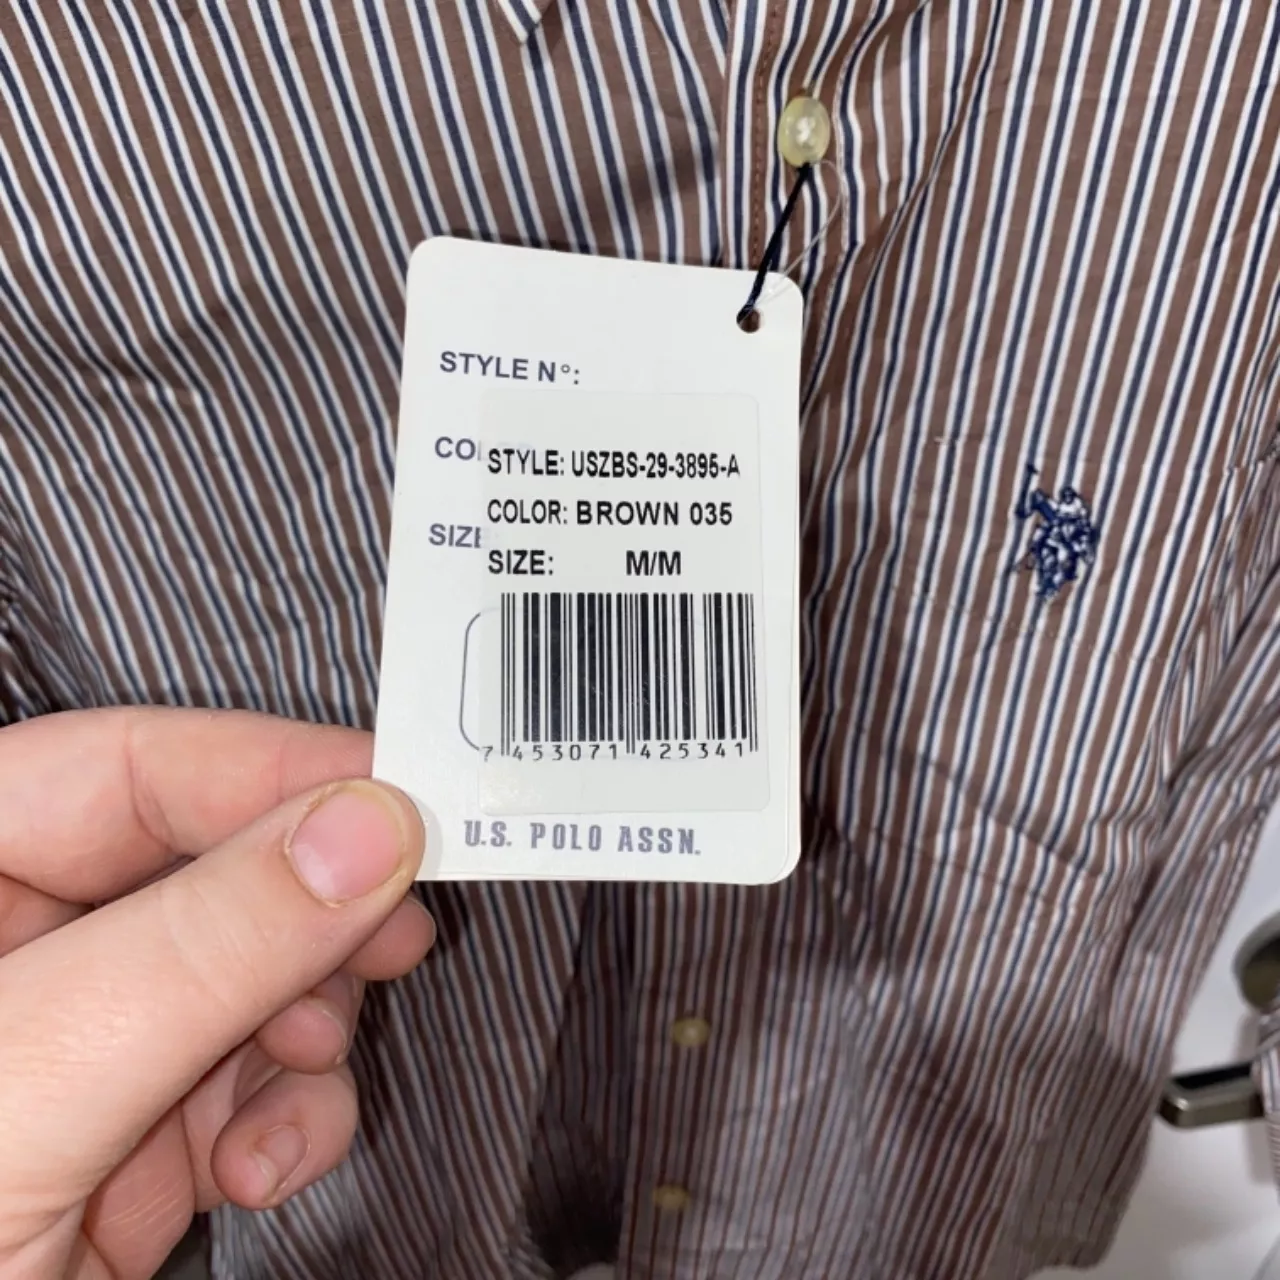 STYLE N°:
CO
STYLE: USZBS-29-3895-A
COLOR: BROWN 035
SIZE
SIZE: M/M
7 453071 425341
U.S. POLO ASSN.